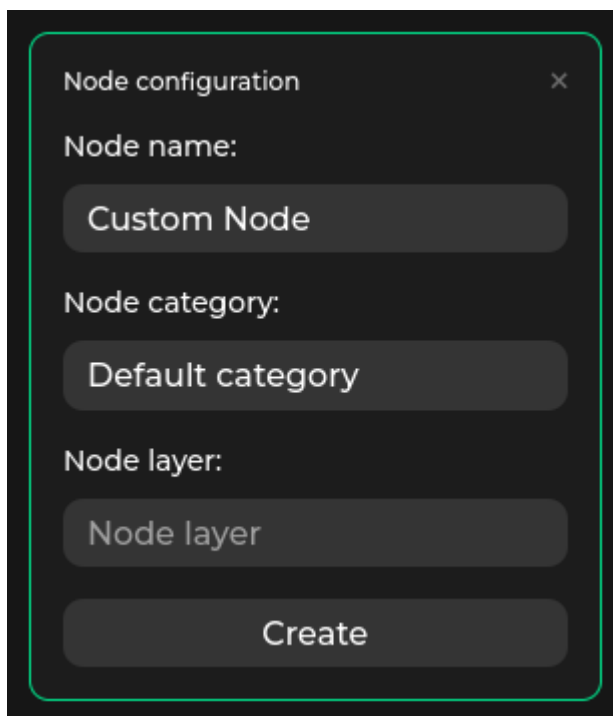 Node configuration ×
Node name:
Custom Node
Node category:
Default category
Node layer:
Node layer
Create